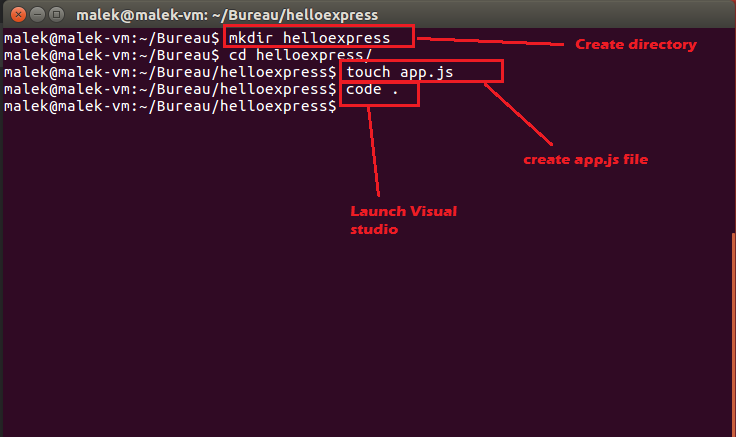 malek@malek-vm: ~/Bureau/helloexpress
malek@malek-vm:~/Bureau$ mkdir helloexpress
Create directory
malek@malek-vm:~/Bureau$ cd helloexpress/
malek@malek-vm:~/Bureau/helloexpress$ touch app.js
malek@malek-vm:~/Bureau/helloexpress$ code .
malek@malek-vm:~/Bureau/helloexpress$
create app.js file
Launch Visual
studio